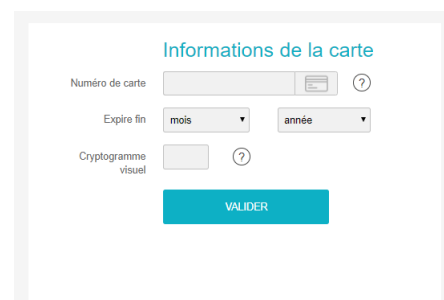 Informations de la carte
Numéro de carte
?
Expire fin mois année
Cryptogramme
visuel
?
VALIDER